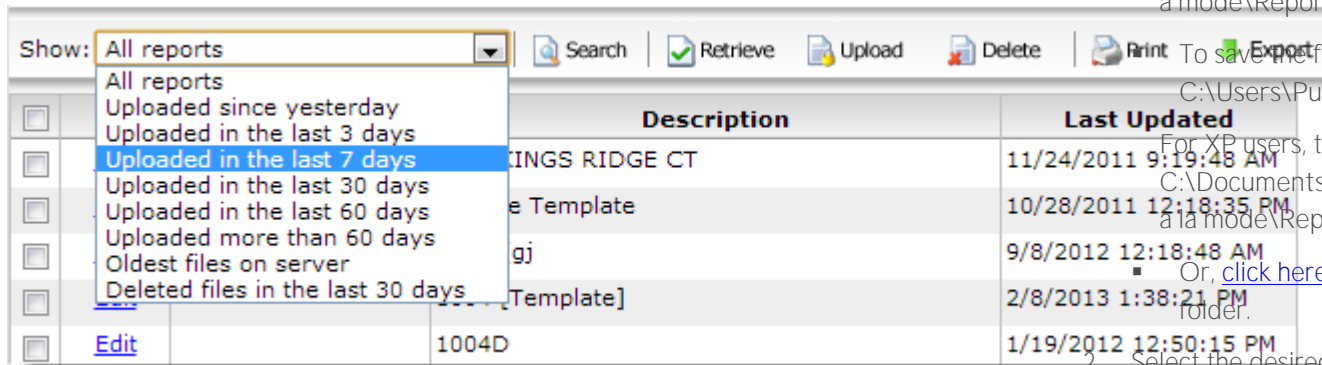 a mode\Repor
Show: All reports Search Retrieve Upload Delete Print Export
To save the f
C:\Users\Pu
All reports
Uploaded since yesterday
Uploaded in the last 3 days
Uploaded in the last 7 days
Uploaded in the last 30 days
Uploaded in the last 60 days
Uploaded more than 60 days
Oldest files on server
Deleted files in the last 30 days
Description Last Updated
INGS RIDGE CT 11/24/2011 9:19:48 AM
e Template 10/28/2011 12:18:35 PM
gj 9/8/2012 12:18:48 AM
Edit [Template] 2/8/2013 1:38:21 PM
Edit 1004D 1/19/2012 12:50:15 PM
For XP users, t
C:\Documents
a la mode\Rep
▪ Or, click here
folder.
2. Select the desired